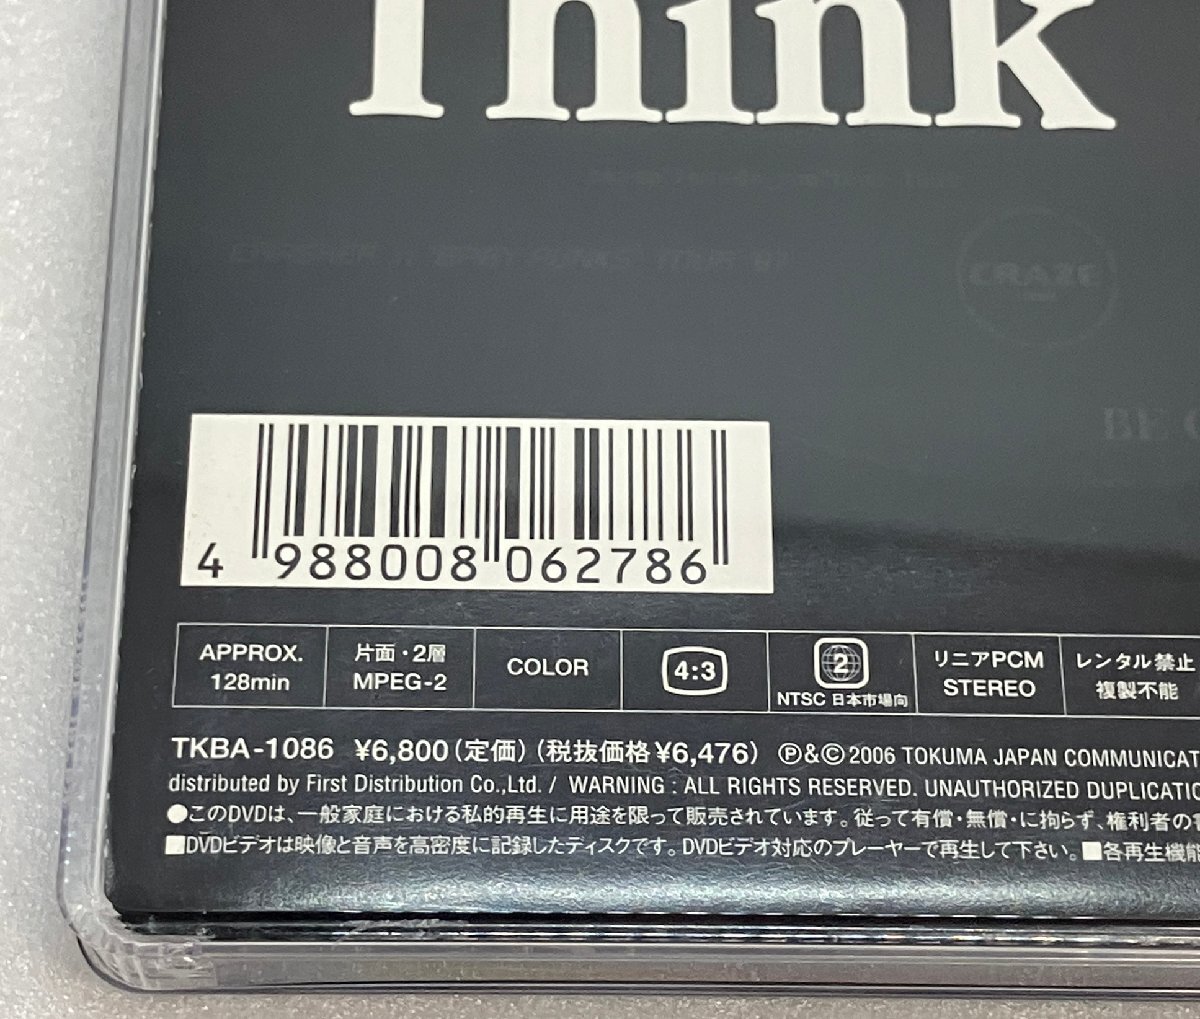 Think
CRAZE
BE
4 988008 062786
APPROX.
128min
片面・2層
MPEG-2
COLOR
4:3
2
NTSC 日本市場向
リニアPCM
STEREO
レンタル禁止
複製不能
TKBA-1086 ¥6,800(定価)(税抜価格¥6,476) Ⓟ&©2006 TOKUMA JAPAN COMMUNICAT
distributed by First Distribution Co.,Ltd. / WARNING : ALL RIGHTS RESERVED. UNAUTHORIZED DUPLICATIO
●このDVDは、一般家庭における私的再生に用途を限って販売されています。従って有償・無償・に拘らず、権利者の
■DVDビデオは映像と音声を高密度に記録したディスクです。DVDビデオ対応のプレーヤーで再生して下さい。■各再生機能